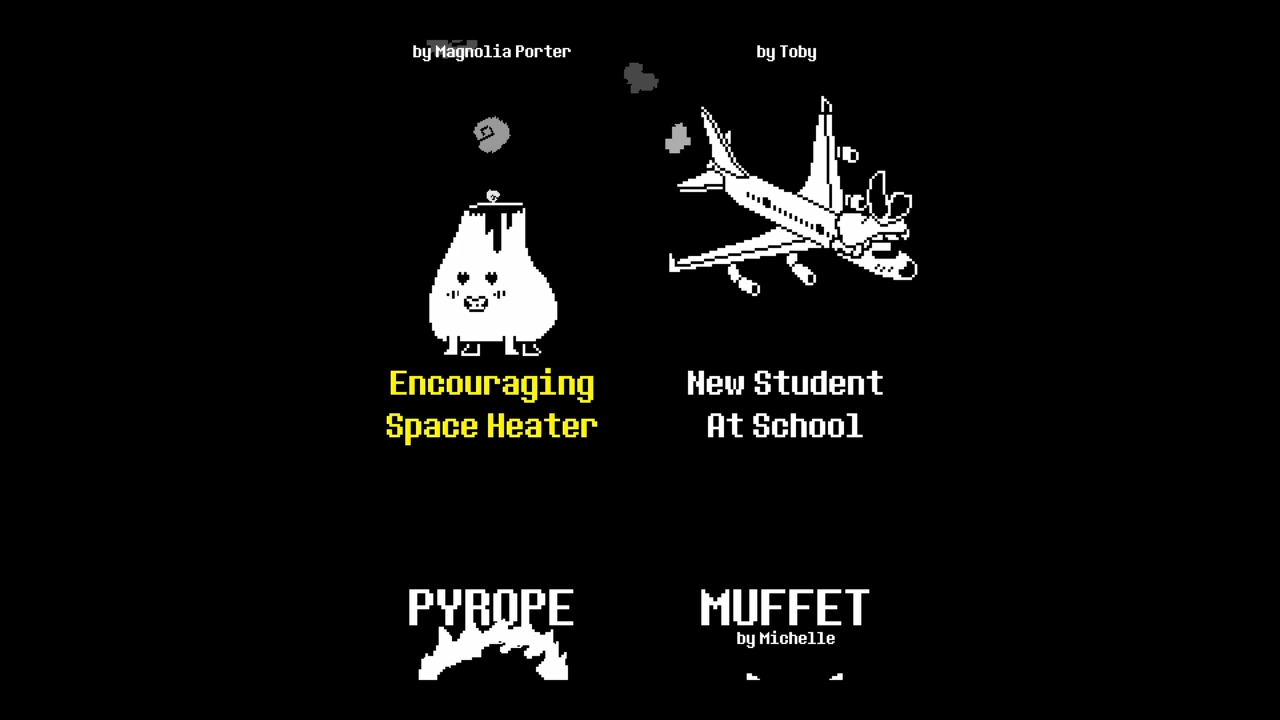 by Magnolia Porter
by Toby
Encouraging
Space Heater
New Student
At School
PYROPE
MUFFET
by Michelle